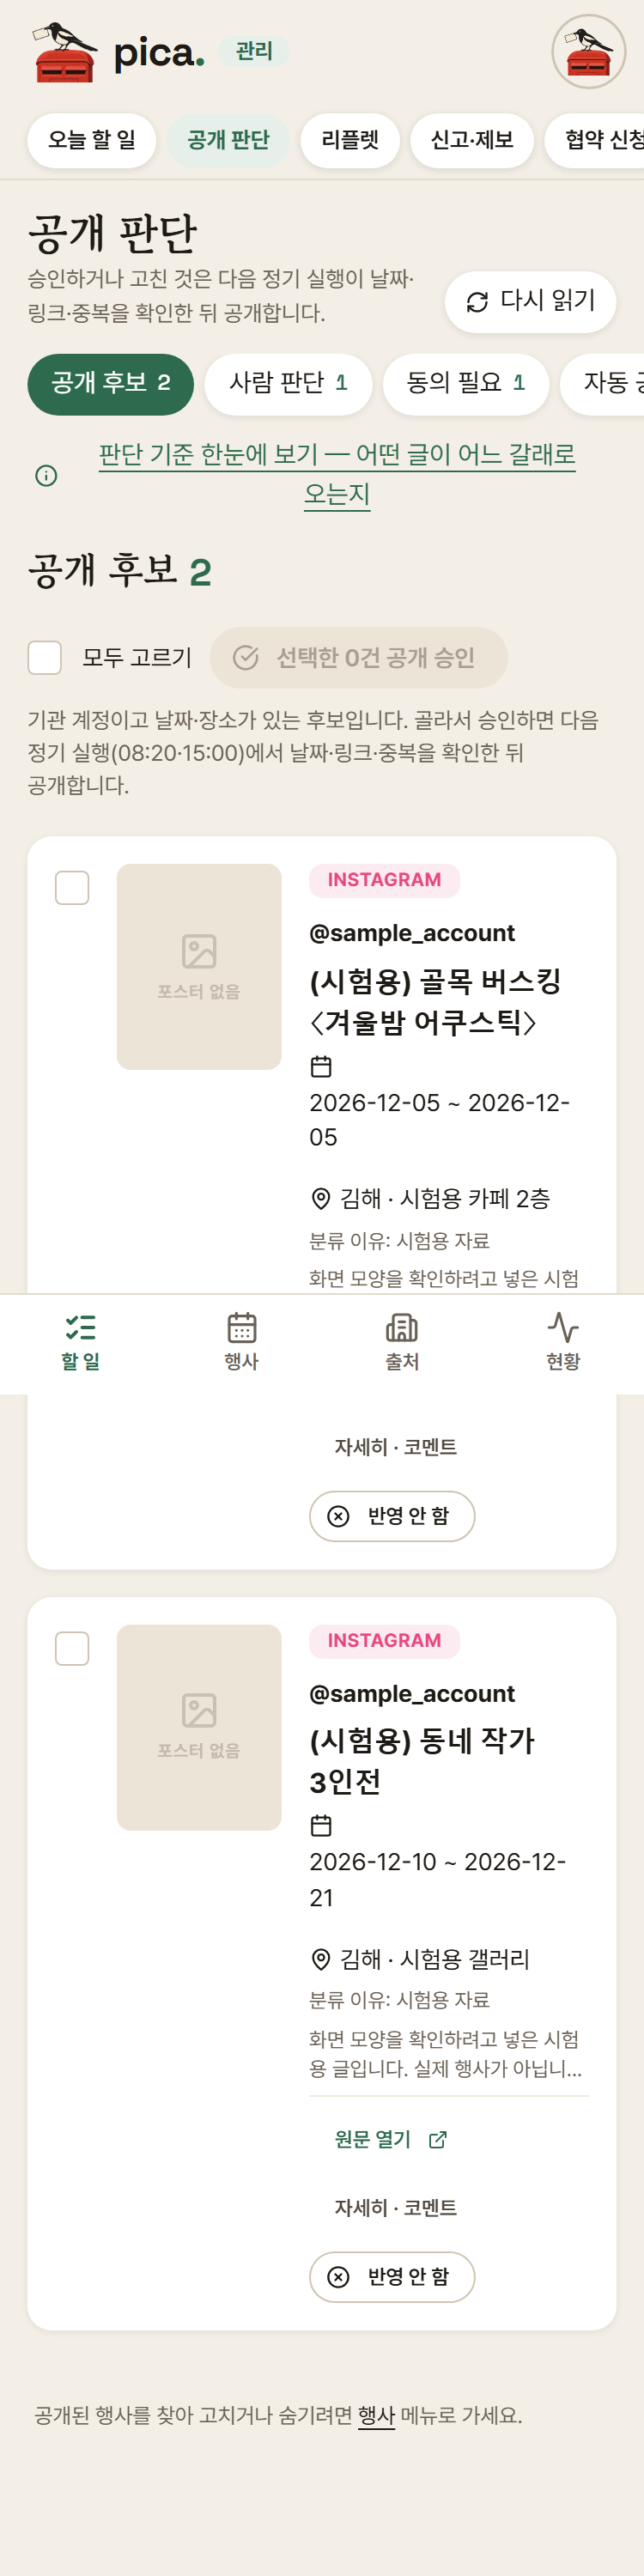 pica. 관리
오늘 할 일 공개 판단 리플렛 신고·제보 협약 신청
공개 판단
승인하거나 고친 것은 다음 정기 실행이 날짜·
링크·중복을 확인한 뒤 공개합니다.
다시 읽기
공개 후보 2 사람 판단 1 동의 필요 1 자동
판단 기준 한눈에 보기 — 어떤 글이 어느 갈래로
오는지
공개 후보 2
모두 고르기 선택한 0건 공개 승인
기관 계정이고 날짜·장소가 있는 후보입니다. 골라서 승인하면 다음
정기 실행(08:20·15:00)에서 날짜·링크·중복을 확인한 뒤
공개합니다.
포스터 없음
INSTAGRAM
@sample_account
(시험용) 골목 버스킹
〈겨울밤 어쿠스틱〉
2026-12-05 ~ 2026-12-
05
김해 · 시험용 카페 2층
분류 이유: 시험용 자료
화면 모양을 확인하려고 넣은 시험
할 일 행사 출처 현황
자세히 · 코멘트
반영 안 함
포스터 없음
INSTAGRAM
@sample_account
(시험용) 동네 작가
3인전
2026-12-10 ~ 2026-12-
21
김해 · 시험용 갤러리
분류 이유: 시험용 자료
화면 모양을 확인하려고 넣은 시험
용 글입니다. 실제 행사가 아닙니...
원문 열기
자세히 · 코멘트
반영 안 함
공개된 행사를 찾아 고치거나 숨기려면 행사 메뉴로 가세요.